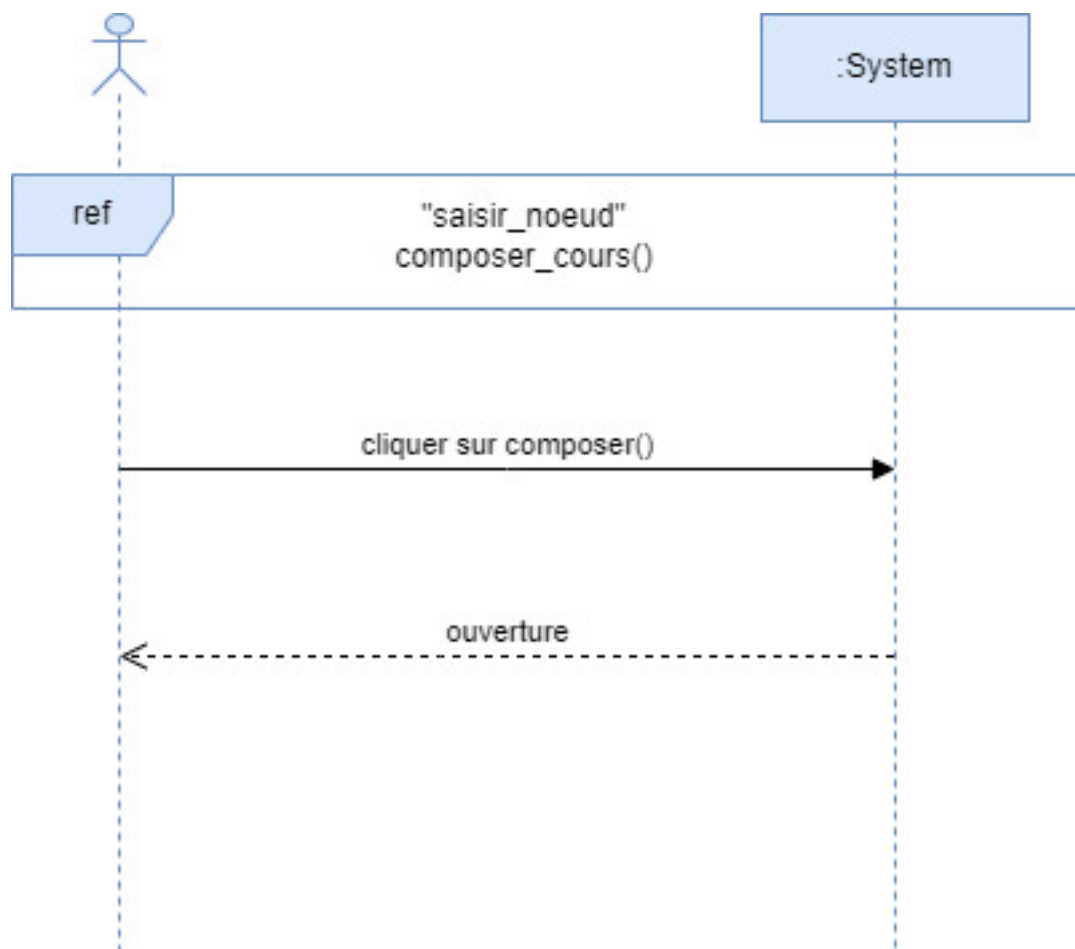 :System
ref
"saisir_noeud"
composer_cours()
cliquer sur composer()
ouverture